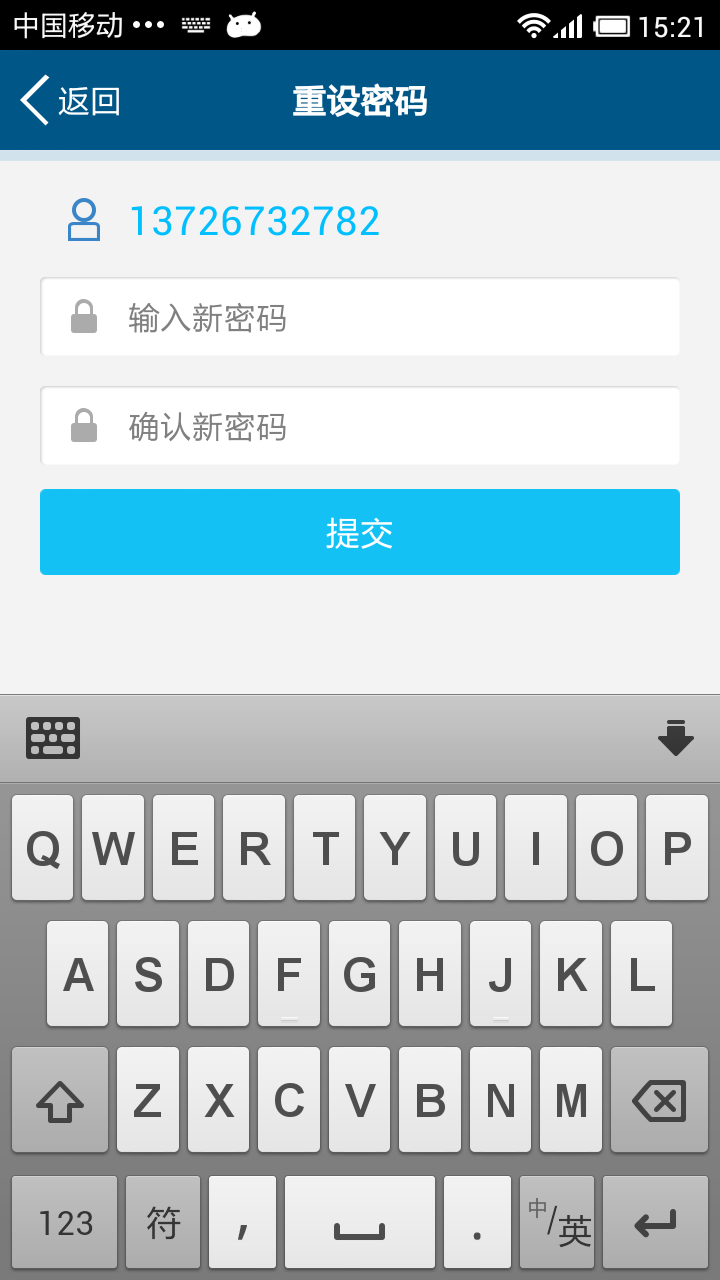 中国移动 ••• 15:21
返回 重设密码
13726732782
输入新密码
确认新密码
提交
Q W E R T Y U I O P
A S D F G H J K L
Z X C V B N M
123 符 , . 中/英